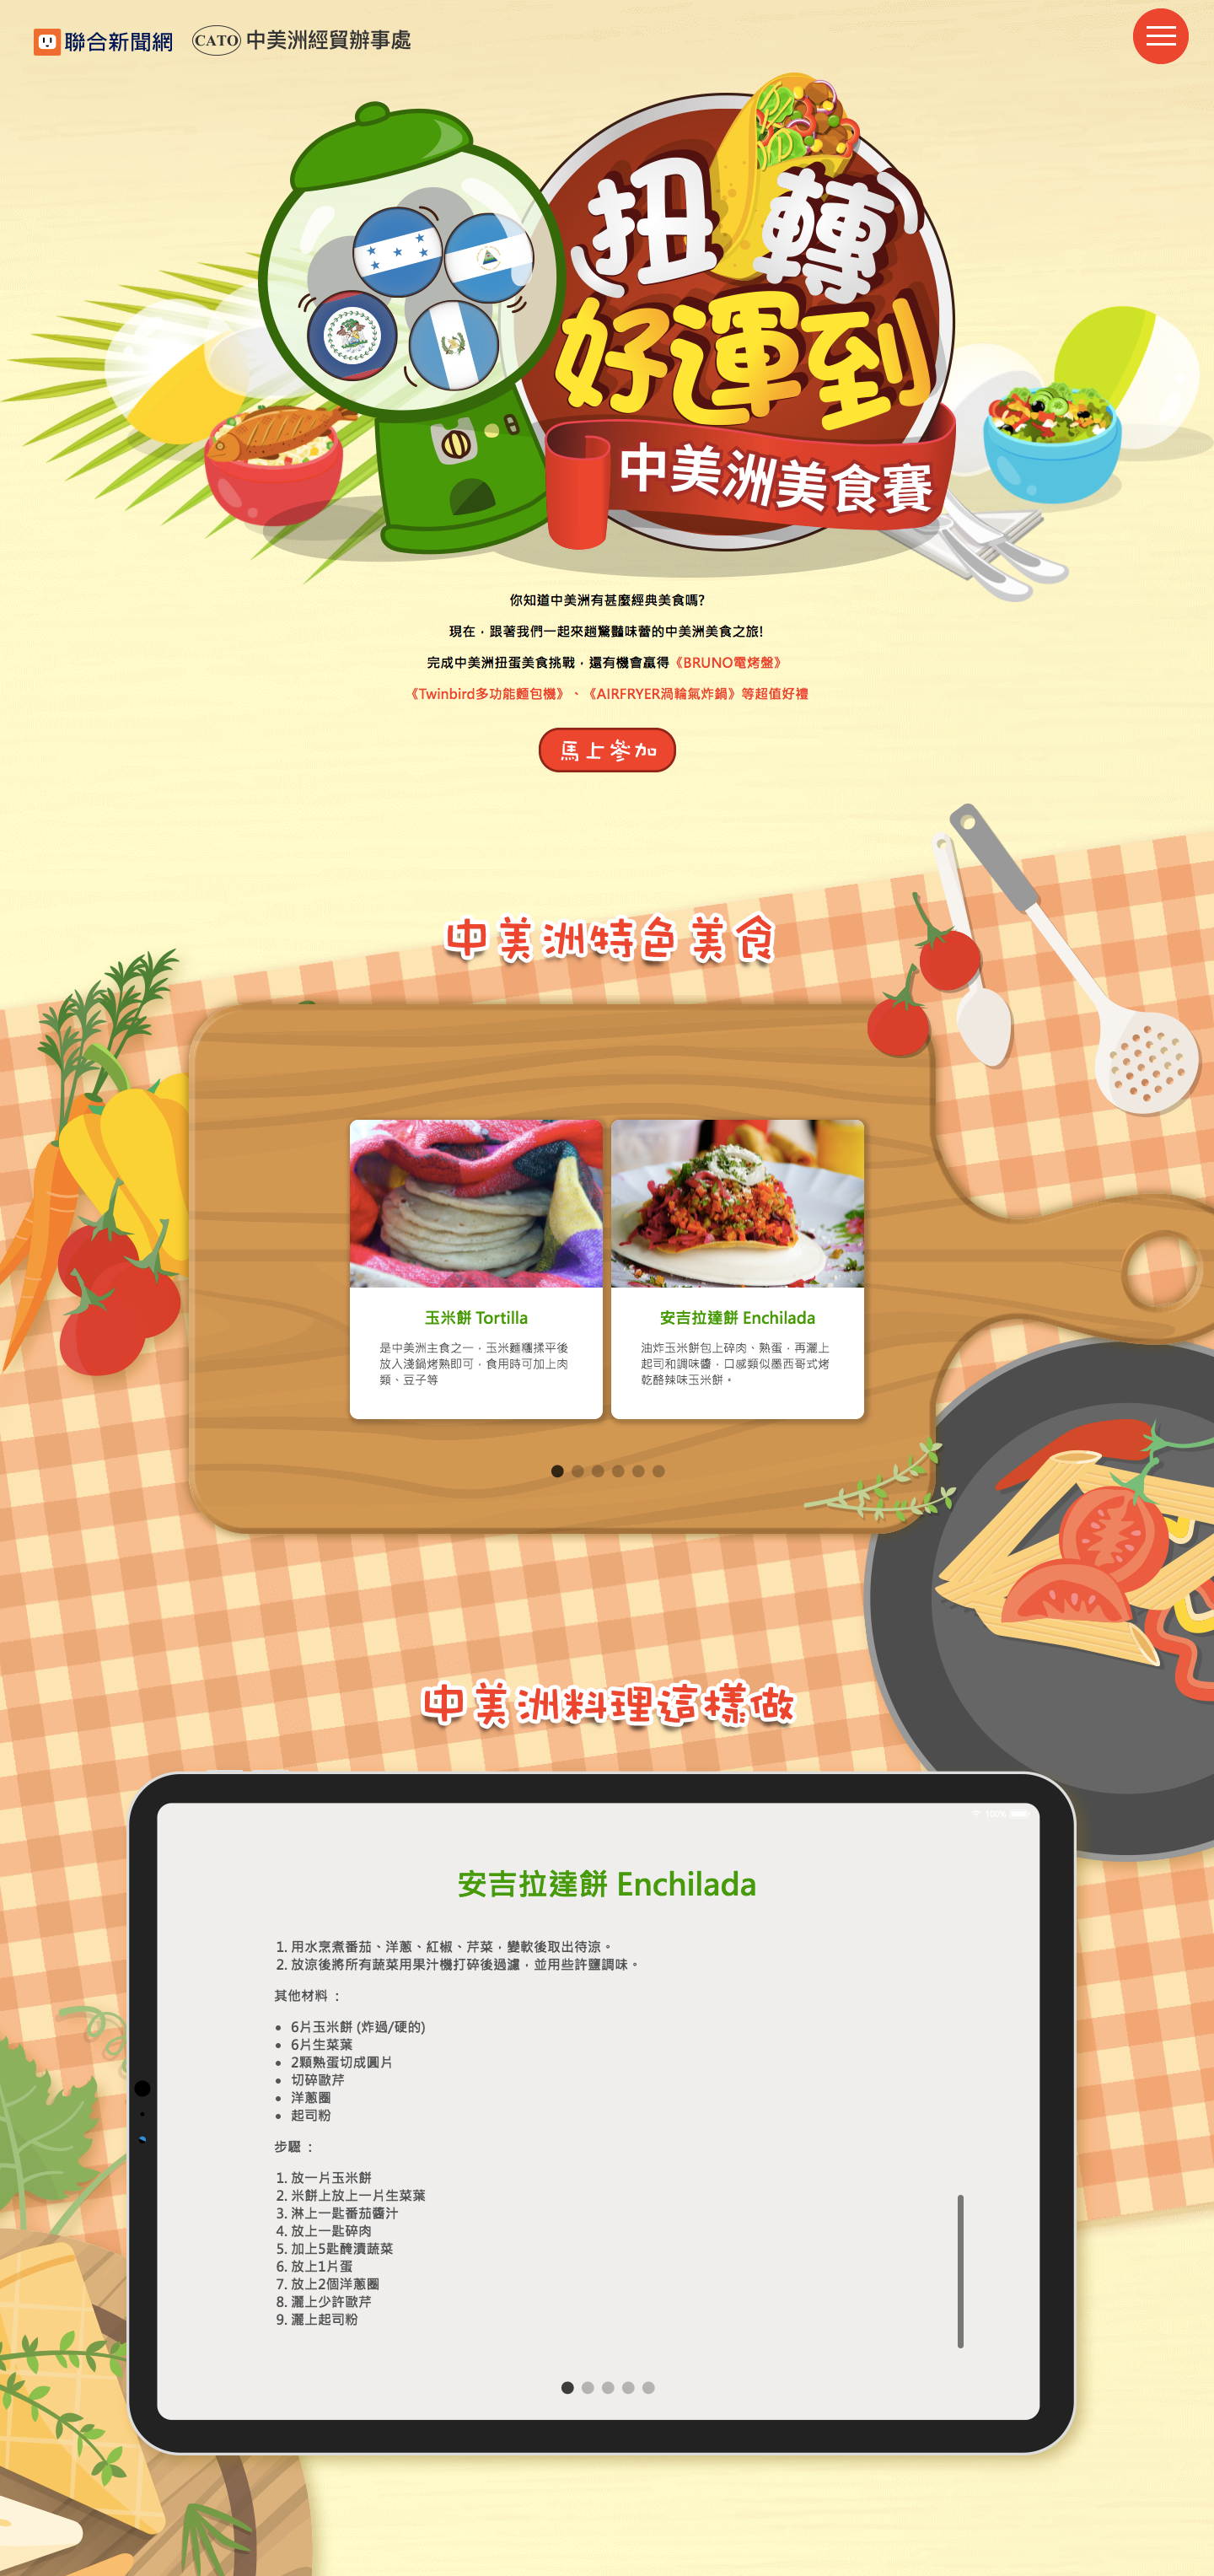 聯合新聞網 CATO 中美洲經貿辦事處
扭轉
好運到
中美洲美食賽
你知道中美洲有甚麼經典美食嗎?
現在，跟著我們一起來趟驚豔味蕾的中美洲美食之旅!
完成中美洲扭蛋美食挑戰，還有機會贏得《BRUNO電烤盤》
《Twinbird多功能麵包機》、《AIRFRYER渦輪氣炸鍋》等超值好禮
馬上參加
中美洲特色美食
玉米餅 Tortilla
是中美洲主食之一，玉米麵糰揉平後
放入淺鍋烤熟即可，食用時可加上肉
類、豆子等
安吉拉達餅 Enchilada
油炸玉米餅包上碎肉、熟蛋，再灑上
起司和調味醬，口感類似墨西哥式烤
乾酪辣味玉米餅。
中美洲料理這樣做
100%
安吉拉達餅 Enchilada
1. 用水烹煮番茄、洋蔥、紅椒、芹菜，變軟後取出待涼。
2. 放涼後將所有蔬菜用果汁機打碎後過濾，並用些許鹽調味。
其他材料：
• 6片玉米餅 (炸過/硬的)
• 6片生菜葉
• 2顆熟蛋切成圓片
• 切碎歐芹
• 洋蔥圈
• 起司粉
步驟：
1. 放一片玉米餅
2. 米餅上放上一片生菜葉
3. 淋上一匙番茄醬汁
4. 放上一匙碎肉
5. 加上5匙醃漬蔬菜
6. 放上1片蛋
7. 放上2個洋蔥圈
8. 灑上少許歐芹
9. 灑上起司粉